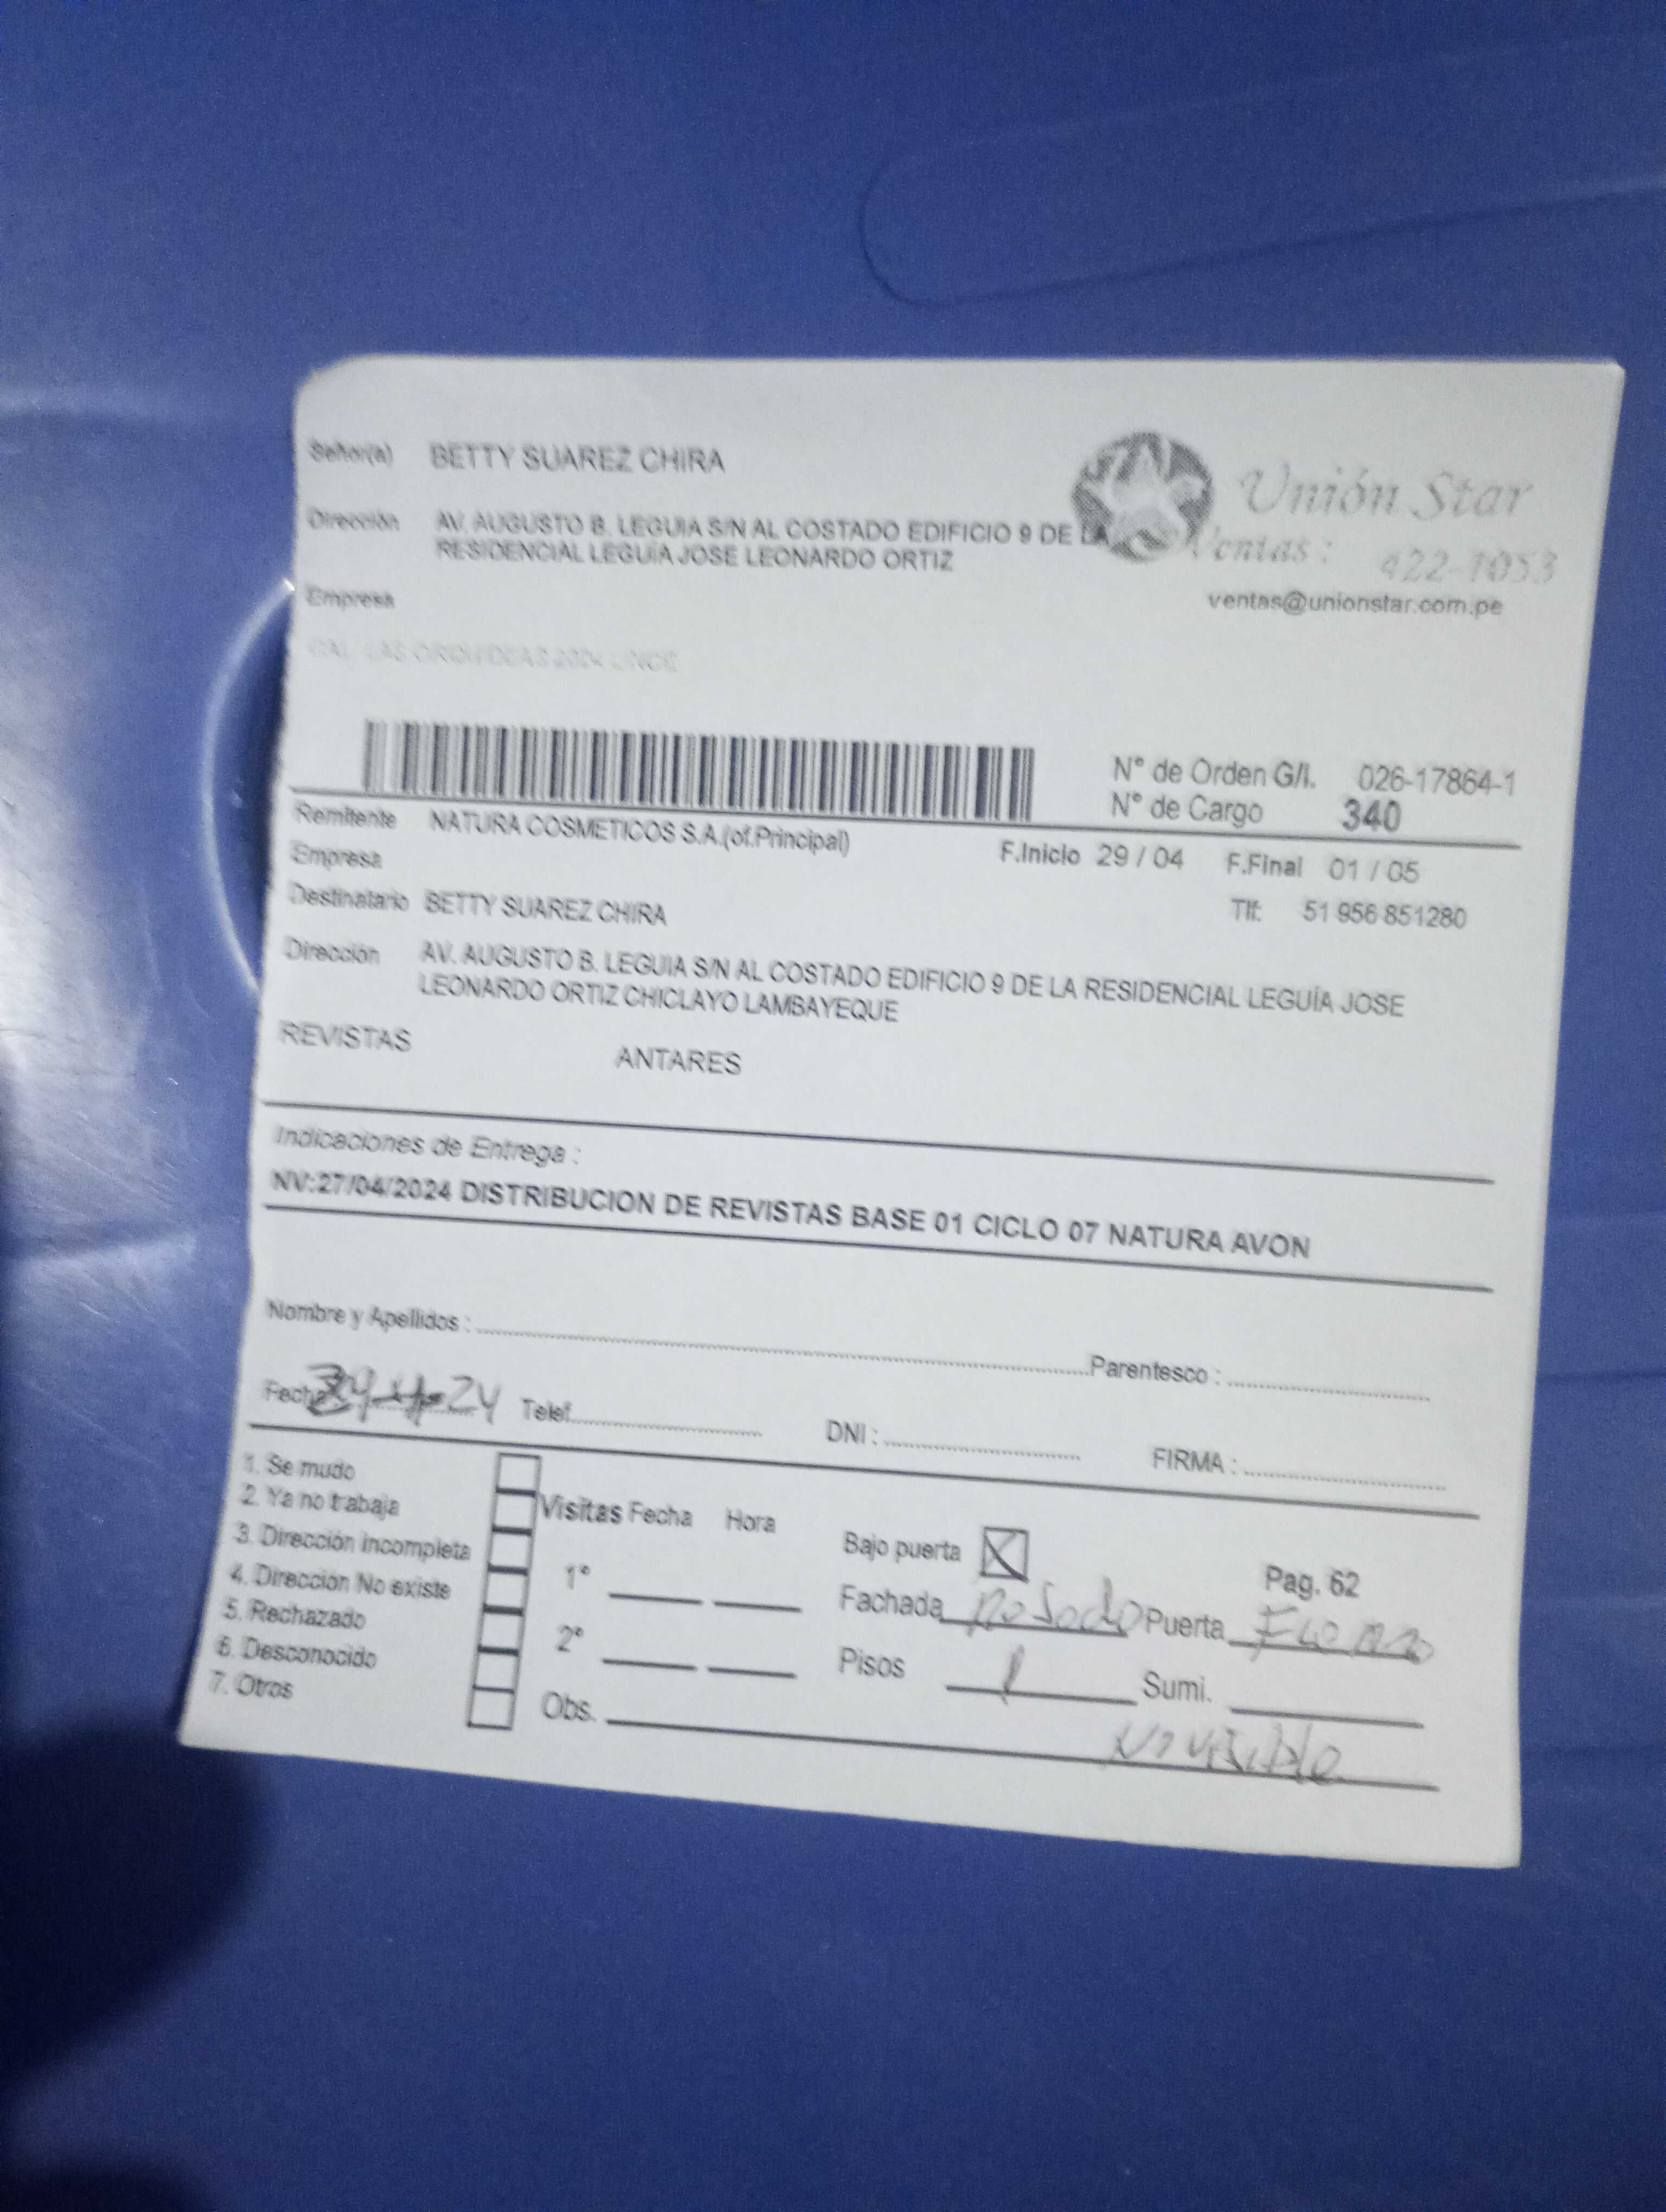 Señor(a) BETTY SUAREZ CHIRA
Dirección AV. AUGUSTO B. LEGUIA S/N AL COSTADO EDIFICIO 9 DE LA
RESIDENCIAL LEGUÍA JOSE LEONARDO ORTIZ
Empresa
Unión Star
Ventas : 422-1053
ventas@unionstar.com.pe
CAL. LAS ORQUIDEAS
N° de Orden G/I. 026-17864-1
N° de Cargo 340
Remitente NATURA COSMETICOS S.A.(of.Principal)
Empresa F.Inicio 29 / 04 F.Final 01 / 05
Destinatario BETTY SUAREZ CHIRA Tlf: 51 956 851280
Dirección AV. AUGUSTO B. LEGUIA S/N AL COSTADO EDIFICIO 9 DE LA RESIDENCIAL LEGUÍA JOSE
LEONARDO ORTIZ CHICLAYO LAMBAYEQUE
REVISTAS ANTARES
Indicaciones de Entrega :
NV:27/04/2024 DISTRIBUCION DE REVISTAS BASE 01 CICLO 07 NATURA AVON
Nombre y Apellidos : Parentesco :
Fecha Telef. DNI : FIRMA :
1. Se mudo
2. Ya no trabaja
3. Dirección Incompleta
4. Dirección No existe
5. Rechazado
6. Desconocido
7. Otros
Visitas Fecha Hora
1°
2°
Obs.
Bajo puerta X Pag. 62
Fachada Rosado Puerta
Pisos 1 Sumi.
No visible